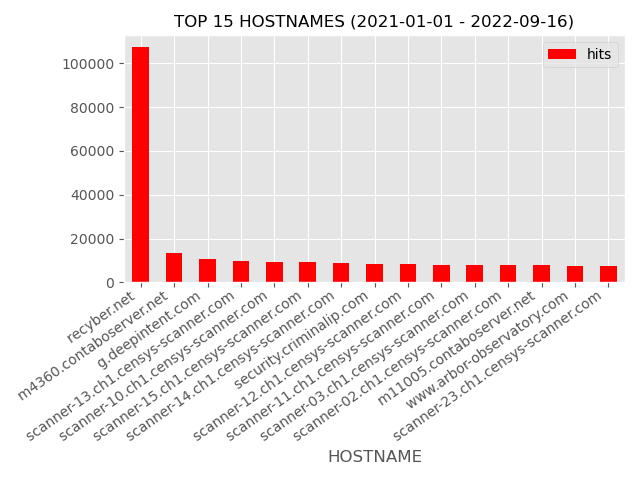 TOP 15 HOSTNAMES (2021-01-01 - 2022-09-16)
hits
100000
80000
60000
40000
20000
0
recyber.net
m4360.contaboserver.net
g.deepintent.com
scanner-13.ch1.censys-scanner.com
scanner-10.ch1.censys-scanner.com
scanner-15.ch1.censys-scanner.com
scanner-14.ch1.censys-scanner.com
security.criminalip.com
scanner-12.ch1.censys-scanner.com
scanner-11.ch1.censys-scanner.com
scanner-03.ch1.censys-scanner.com
scanner-02.ch1.censys-scanner.com
m11005.contaboserver.net
www.arbor-observatory.com
scanner-23.ch1.censys-scanner.com
HOSTNAME